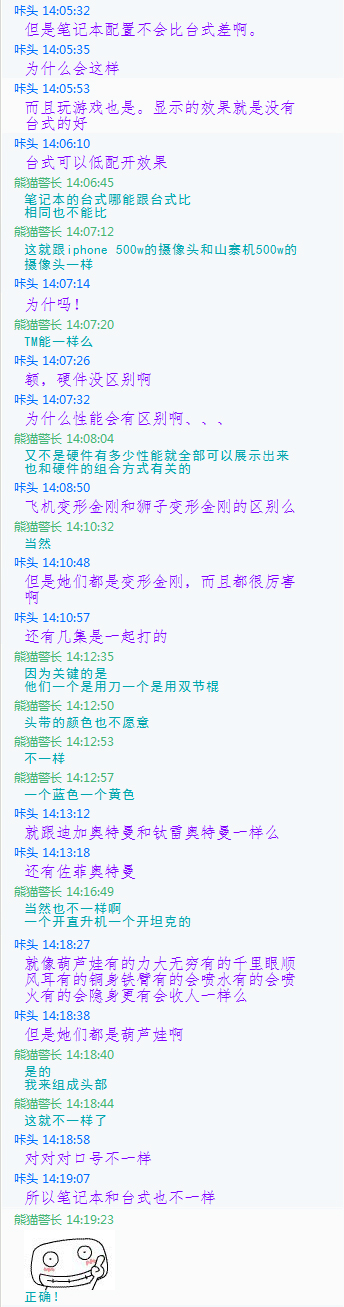 咔头 14:05:32
但是笔记本配置不会比台式差啊。
咔头 14:05:35
为什么会这样
咔头 14:05:53
而且玩游戏也是。显示的效果就是没有
台式的好
咔头 14:06:10
台式可以低配开效果
熊猫警长 14:06:45
笔记本的台式哪能跟台式比
相同也不能比
熊猫警长 14:07:12
这就跟iphone 500w的摄像头和山寨机500w的
摄像头一样
咔头 14:07:14
为什吗！
熊猫警长 14:07:20
TM能一样么
咔头 14:07:26
额，硬件没区别啊
咔头 14:07:32
为什么性能会有区别啊、、、
熊猫警长 14:08:04
又不是硬件有多少性能就全部可以展示出来
也和硬件的组合方式有关的
咔头 14:08:50
飞机变形金刚和狮子变形金刚的区别么
熊猫警长 14:10:32
当然
咔头 14:10:48
但是她们都是变形金刚，而且都很厉害
啊
咔头 14:10:57
还有几集是一起打的
熊猫警长 14:12:35
因为关键的是
他们一个是用刀一个是用双节棍
熊猫警长 14:12:50
头带的颜色也不愿意
熊猫警长 14:12:53
不一样
熊猫警长 14:12:57
一个蓝色一个黄色
咔头 14:13:12
就跟迪加奥特曼和钛雷奥特曼一样么
咔头 14:13:18
还有佐菲奥特曼
熊猫警长 14:16:49
当然也不一样啊
一个开直升机一个开坦克的
咔头 14:18:27
就像葫芦娃有的力大无穷有的千里眼顺
风耳有的铜身铁臂有的会喷水有的会喷
火有的会隐身更有会收人一样么
咔头 14:18:38
但是她们都是葫芦娃啊
熊猫警长 14:18:40
是的
我来组成头部
熊猫警长 14:18:44
这就不一样了
咔头 14:18:58
对对对口号不一样
咔头 14:19:07
所以笔记本和台式也不一样
熊猫警长 14:19:23
正确！